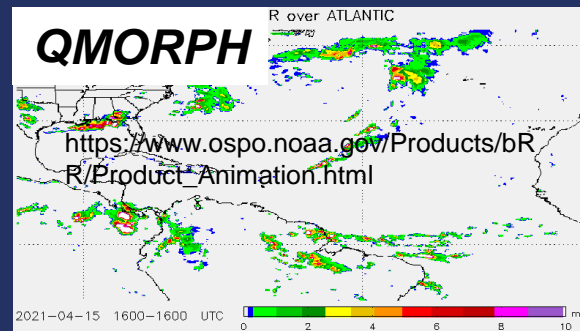 R over ATLANTIC
QMORPH
https://www.ospo.noaa.gov/Products/bR
R/Product_Animation.html
2021-04-15 1600-1600 UTC
0 2 4 6 8 10 m